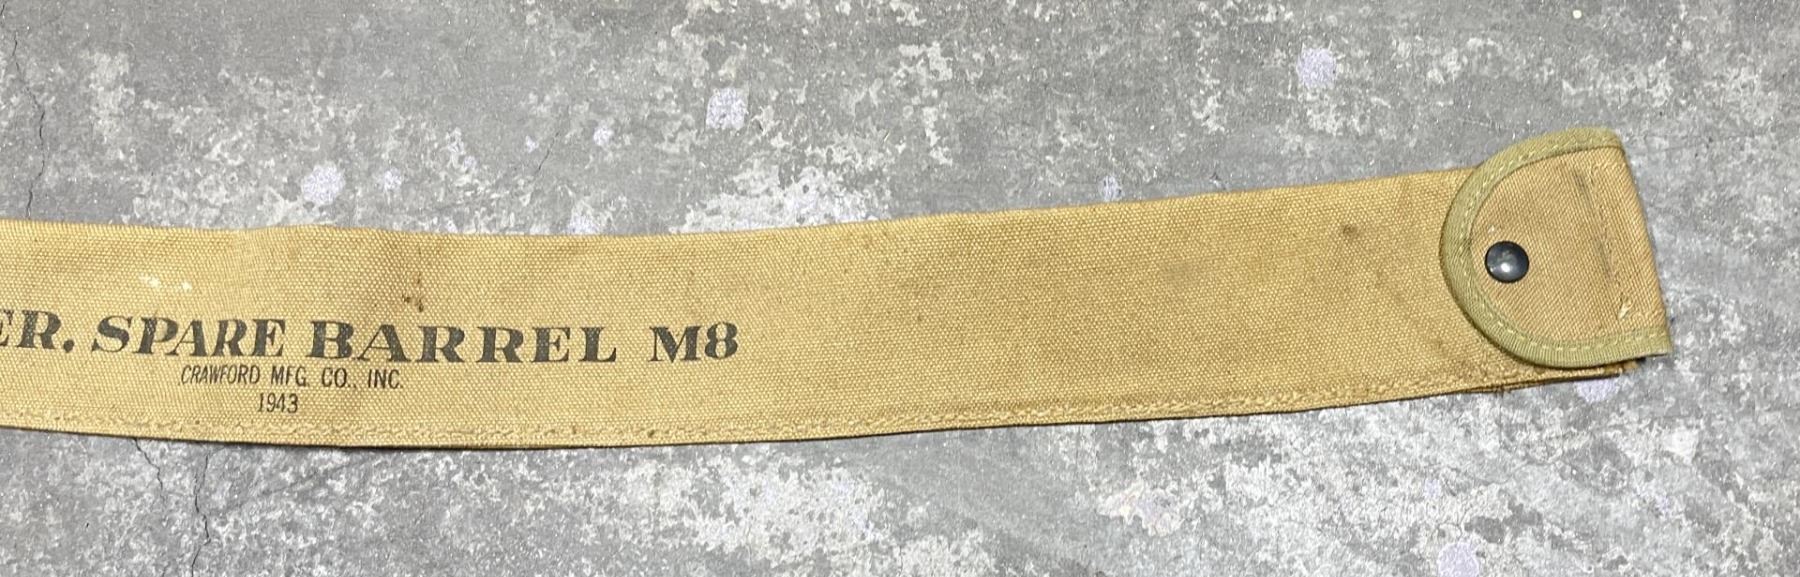 ER. SPARE BARREL M8
CRAWFORD MFG. CO., INC.
1943